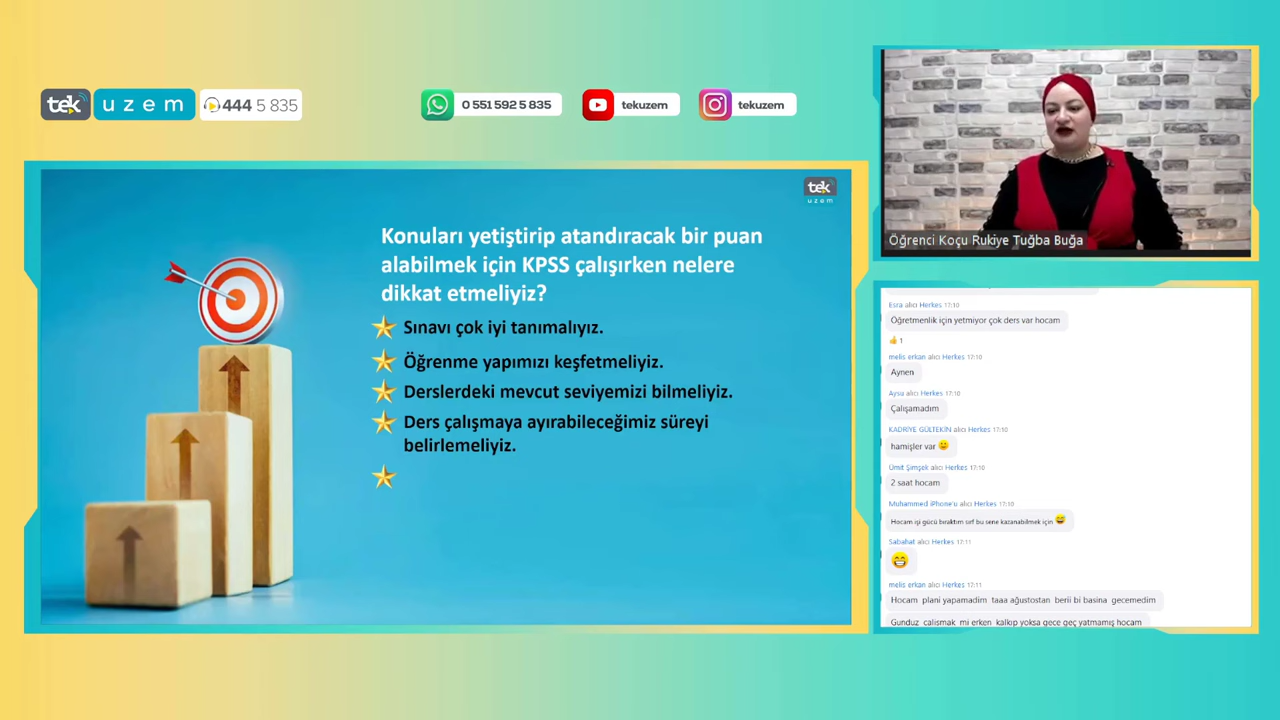 tek
uzem
444 5 835
0 551 592 5 835
tekuzem
tekuzem
tek
uzem
Konuları yetiştirip atandıracak bir puan
alabilmek için KPSS çalışırken nelere
dikkat etmeliyiz?
Sınavı çok iyi tanımalıyız.
Öğrenme yapımızı keşfetmeliyiz.
Derslerdeki mevcut seviyemizi bilmeliyiz.
Ders çalışmaya ayırabileceğimiz süreyi
belirlemeliyiz.
Öğrenci Koçu Rukiye Tuğba Buğa
Esra alıcı Herkes 17:10
Öğretmenlik için yetmiyor çok ders var hocam
1
melis erkan alıcı Herkes 17:10
Aynen
Aysu alıcı Herkes 17:10
Çalışamadım
KADRİYE GÜLTEKİN alıcı Herkes 17:10
hamişler var
Ümit Şimşek alıcı Herkes 17:10
2 saat hocam
Muhammed iPhone'u alıcı Herkes 17:10
Hocam işi gücü bıraktım sırf bu sene kazanabilmek için
Sabahat alıcı Herkes 17:11
melis erkan alıcı Herkes 17:11
Hocam plani yapamadim taaa ağustostan berii bi basina gecemedim
Gunduz calismak mi erken kalkıp yoksa gece geç yatmamış hocam